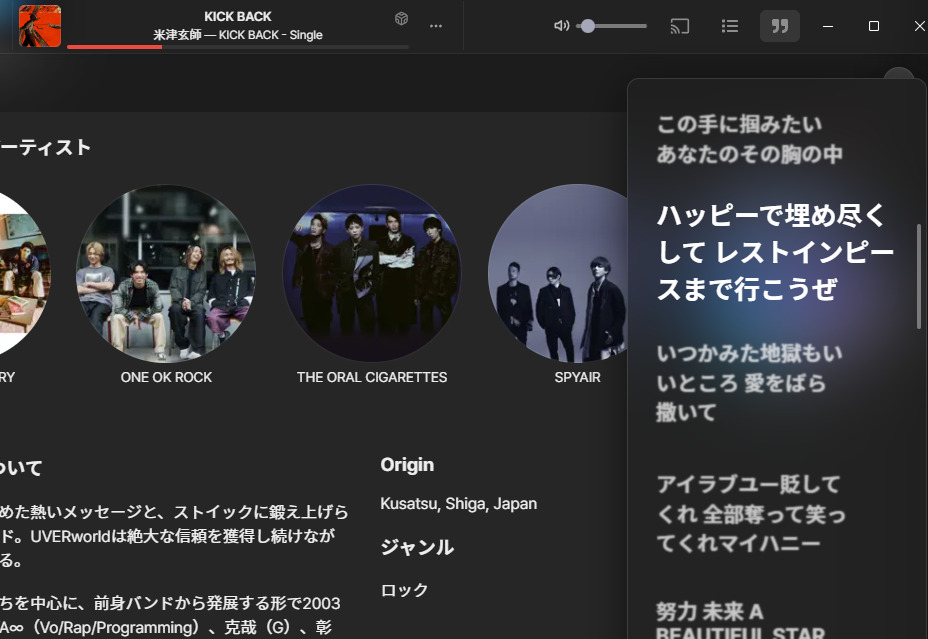 KICK BACK
米津玄師 — KICK BACK - Single
ーティスト
RY
ONE OK ROCK
THE ORAL CIGARETTES
SPYAIR
ついて
めた熱いメッセージと、ストイックに鍛え上げら
ド。UVERworldは絶大な信頼を獲得し続けなが
る。
ちを中心に、前身バンドから発展する形で2003
A∞（Vo/Rap/Programming）、克哉（G）、彰
Origin
Kusatsu, Shiga, Japan
ジャンル
ロック
この手に掴みたい
あなたのその胸の中
ハッピーで埋め尽く
して レストインピー
スまで行こうぜ
いつかみた地獄もい
いところ 愛をばら
撒いて
アイラブユー貶して
くれ 全部奪って笑っ
てくれマイハニー
努力 未来 A
BEAUTIFUL STAR